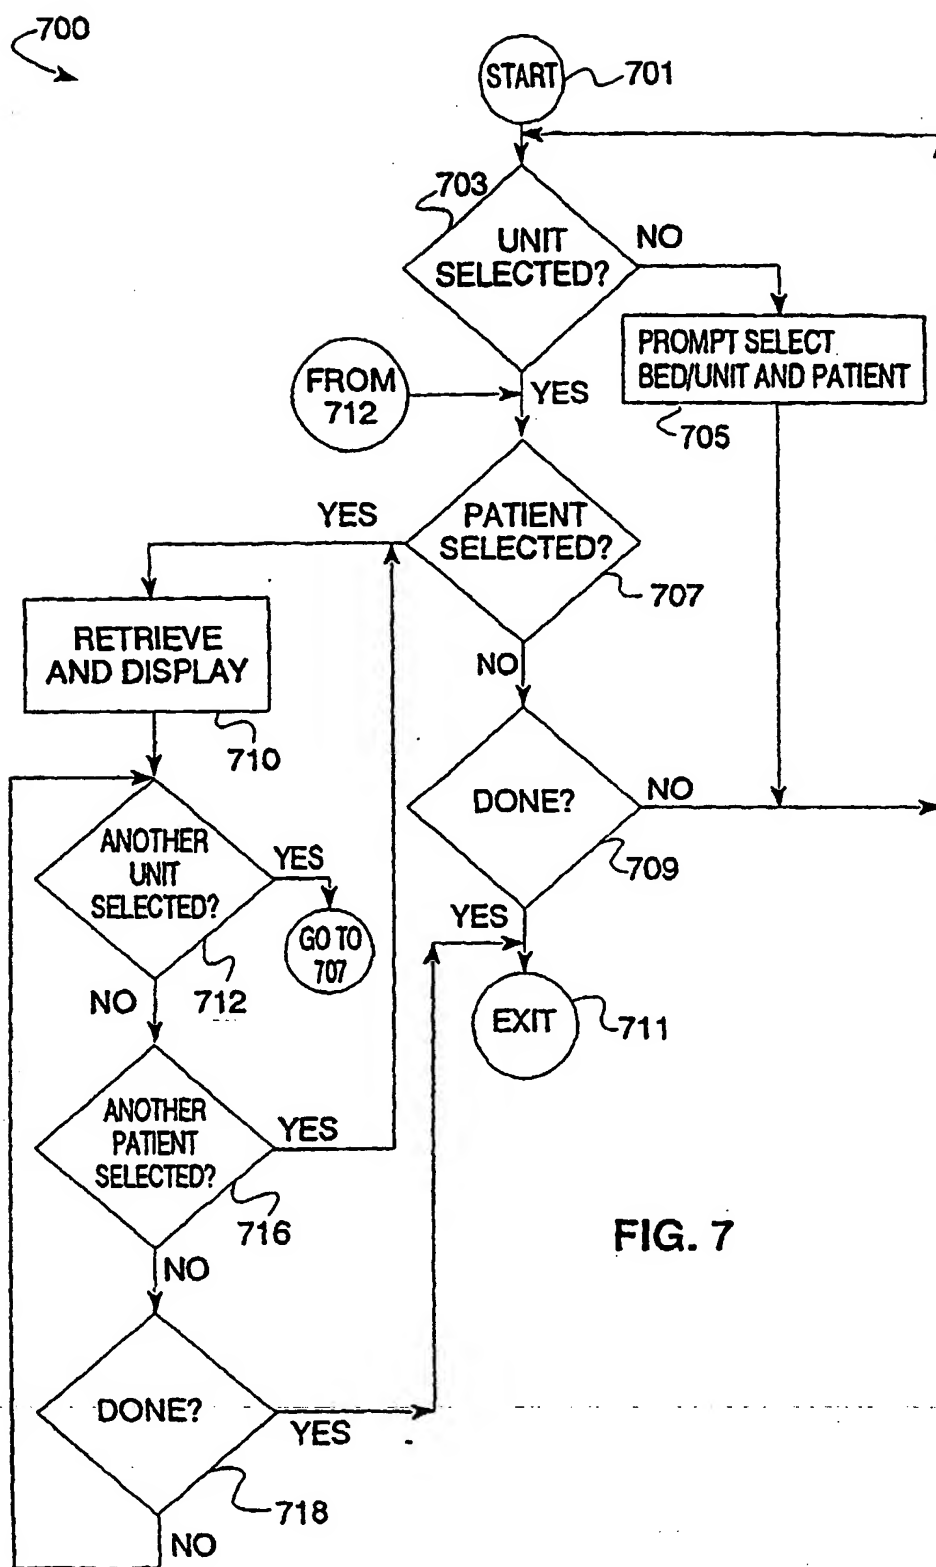 700
START
701
703
UNIT
SELECTED?
NO
PROMPT SELECT
BED/UNIT AND PATIENT
705
FROM
712
YES
PATIENT
SELECTED?
YES
707
RETRIEVE
AND DISPLAY
710
NO
DONE?
NO
709
ANOTHER
UNIT
SELECTED?
YES
GO TO
707
712
NO
YES
EXIT
711
ANOTHER
PATIENT
SELECTED?
YES
716
NO
FIG. 7
DONE?
YES
718
NO